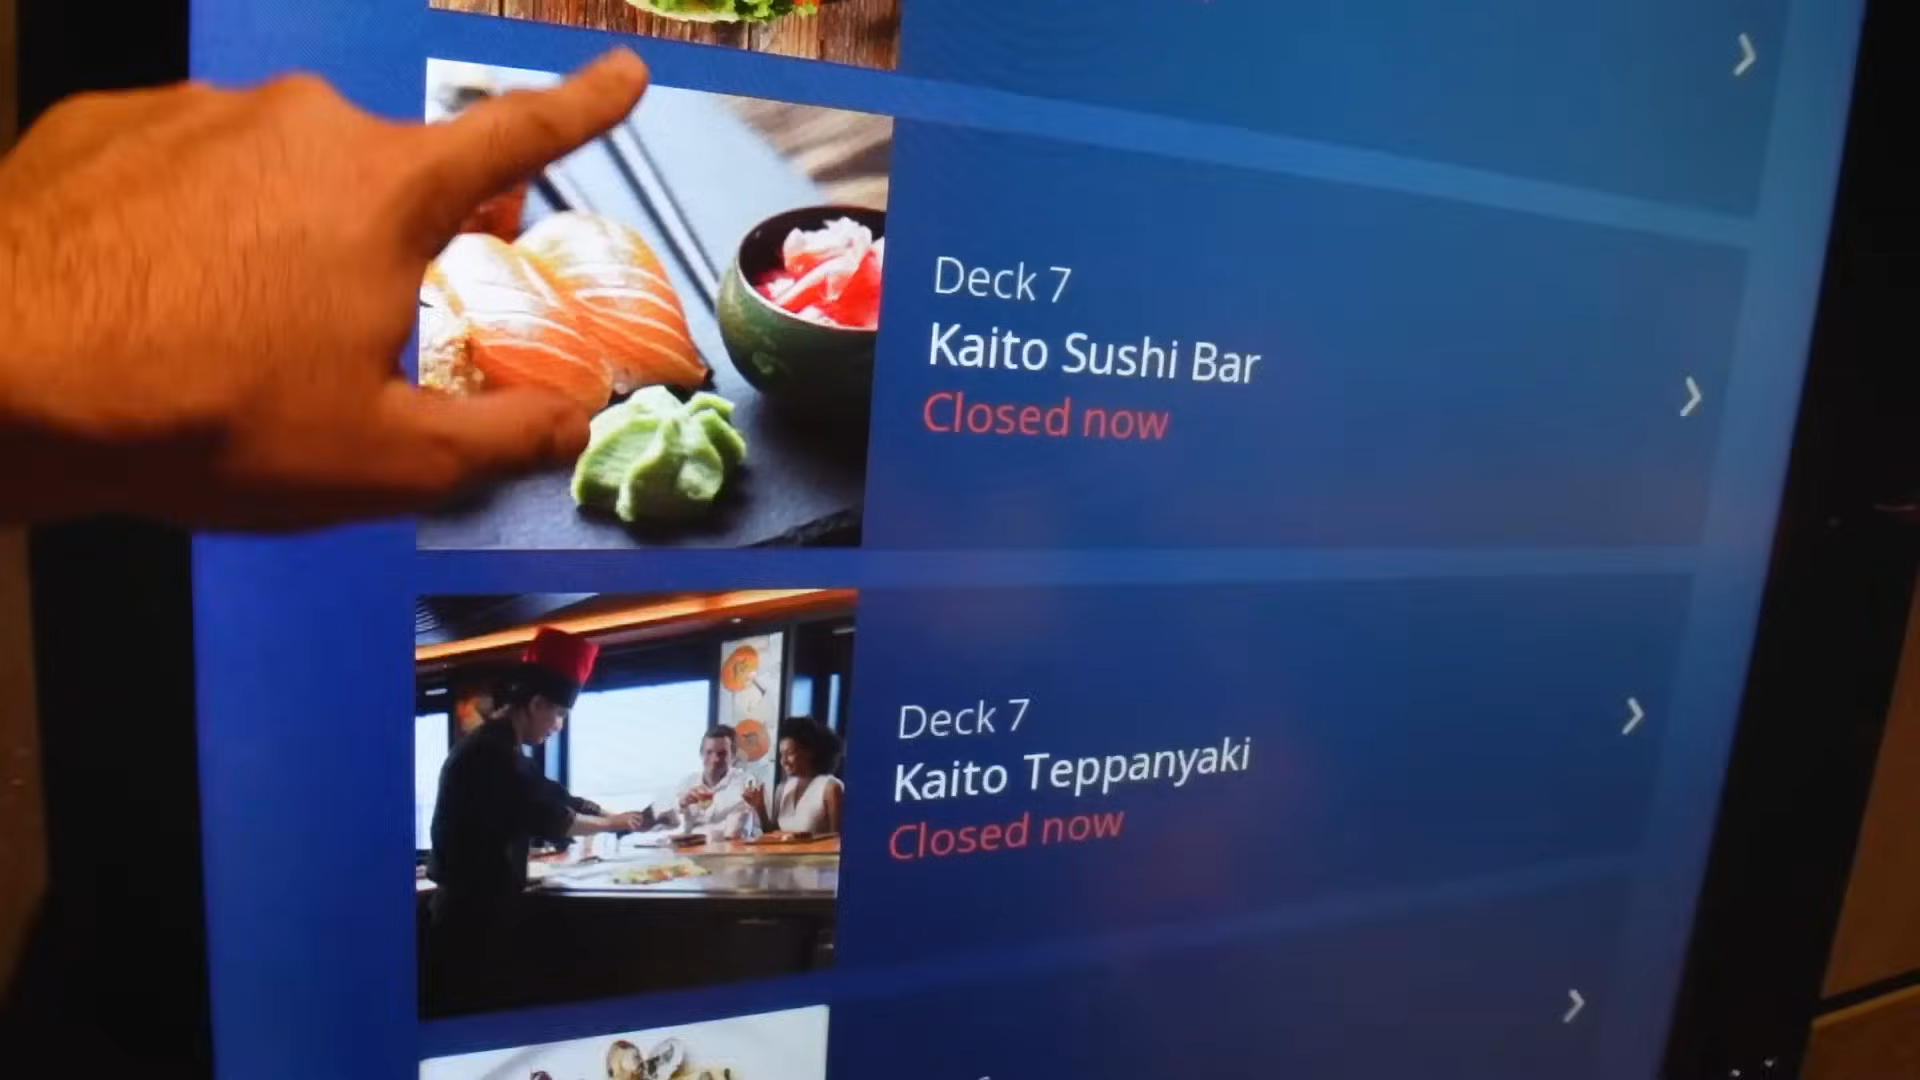 Deck 7
Kaito Sushi Bar
Closed now
Deck 7
Kaito Teppanyaki
Closed now